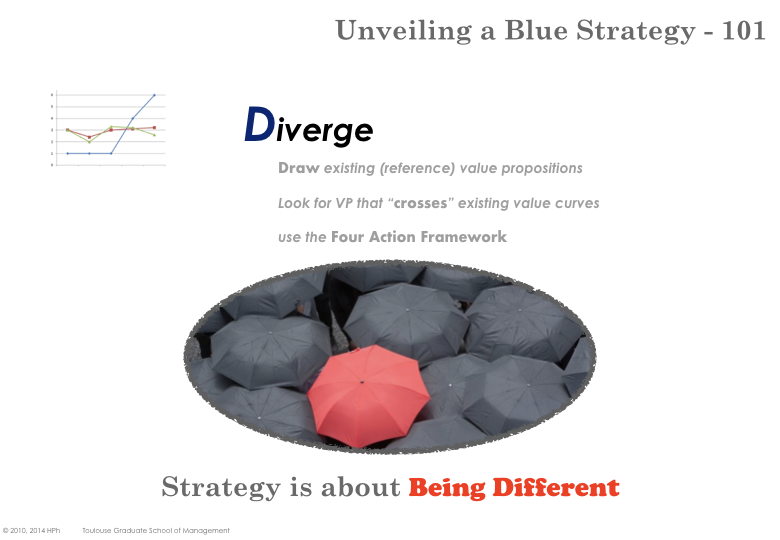 Unveiling a Blue Strategy - 101
Diverge
Draw existing (reference) value propositions
Look for VP that “crosses” existing value curves
use the Four Action Framework
Strategy is about Being Different
© 2010, 2014 HPh Toulouse Graduate School of Management